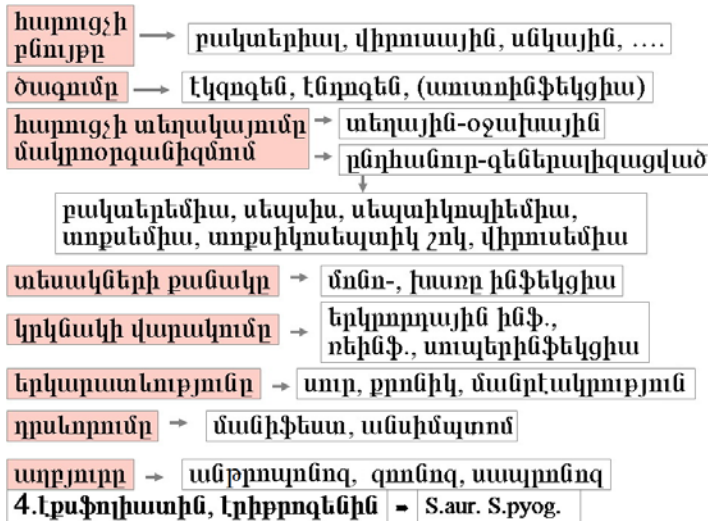 հարուցչի → բակտերիալ, վիրուսային, սնկային, ....
բնույթը
ծագումը → էկզոգեն, էնդոգեն, (աուտոինֆեկցիա)
հարուցչի տեղակայումը → տեղային-օջախային
մակրոօրգանիզմում → ընդհանուր-գեներալիզացված
բակտերեմիա, սեպսիս, սեպտիկոպիեմիա,
տոքսեմիա, տոքսիկոսեպտիկ շոկ, վիրուսեմիա
տեսակների քանակը → մոնո-, խառը ինֆեկցիա
կրկնակի վարակումը → երկրորդային ինֆ.,
ռեինֆ., սուպերինֆեկցիա
երկարատևությունը → սուր, քրոնիկ, մանրէակրություն
դրսևորումը → մանիֆեստ, անսիմպտոմ
աղբյուրը → անթրոպոնոզ, զոոնոզ, սապրոնոզ
4.էքսֆոլիատին, էրիթրոգենին ➨ S.aur. S.pyog.